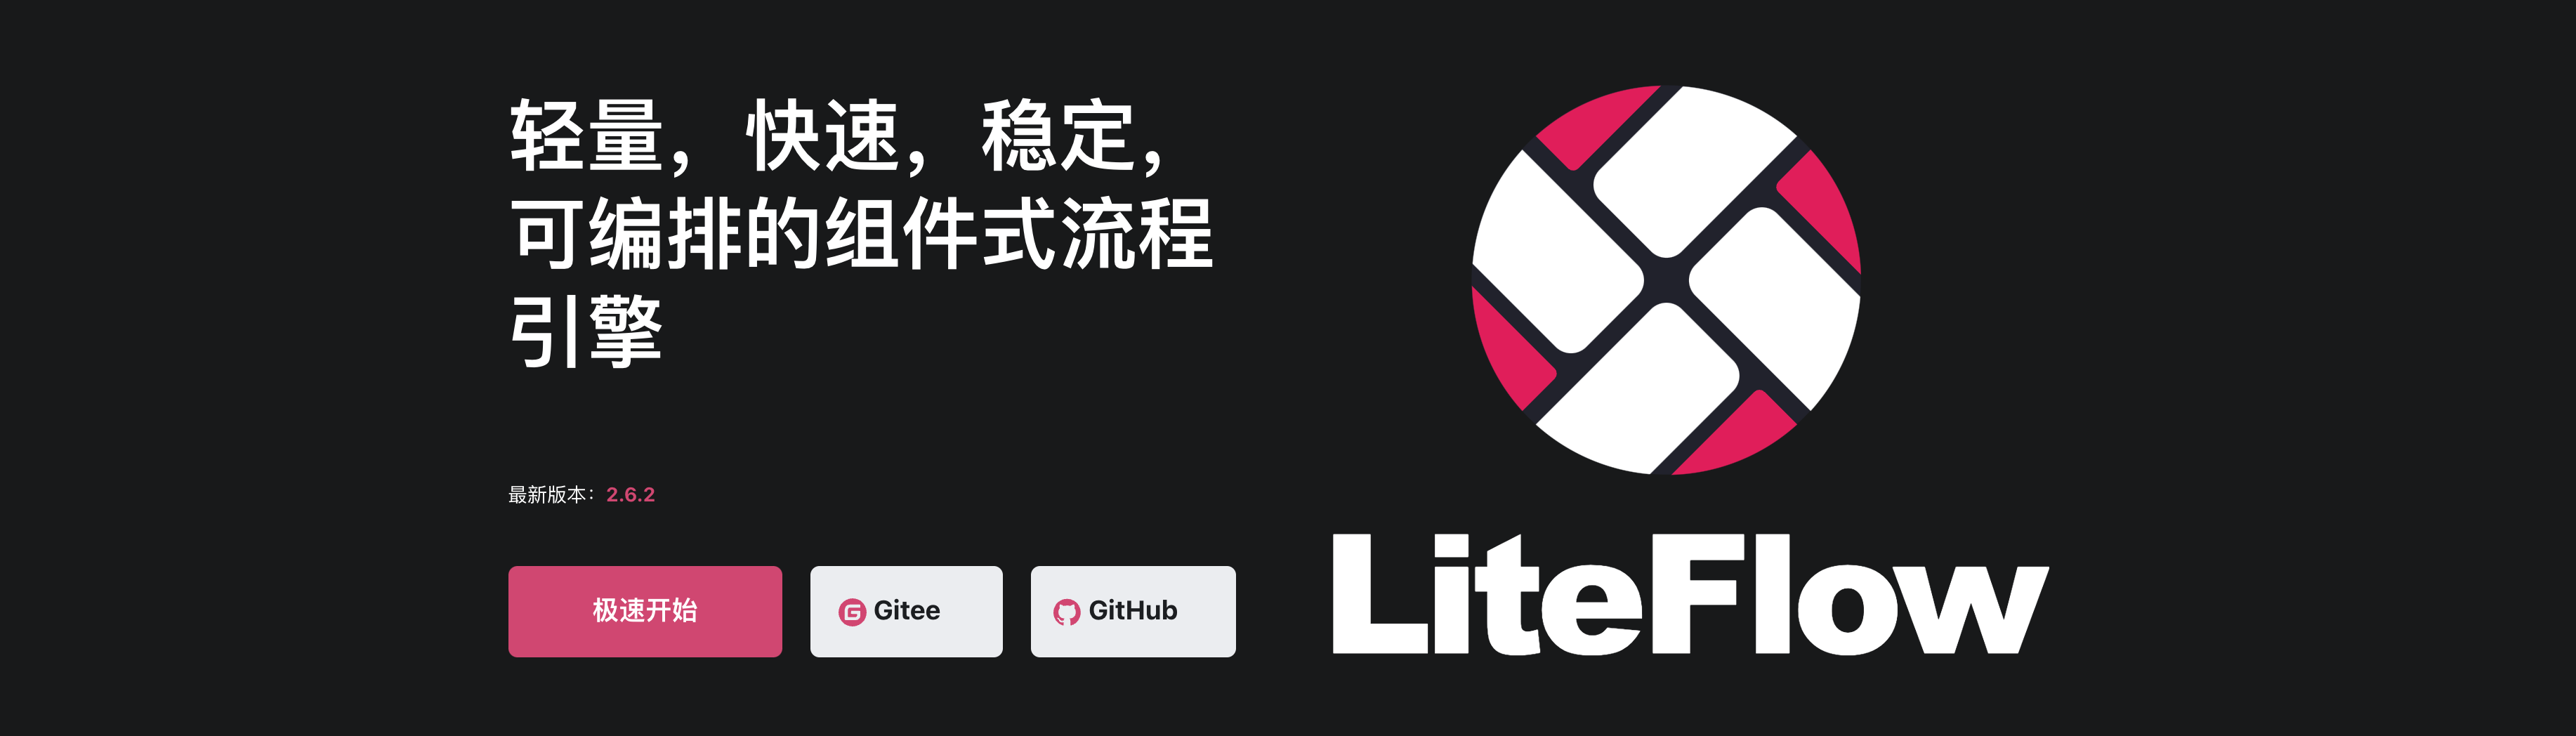 轻量，快速，稳定，
可编排的组件式流程
引擎
最新版本：2.6.2
极速开始
Gitee
GitHub
LiteFlow